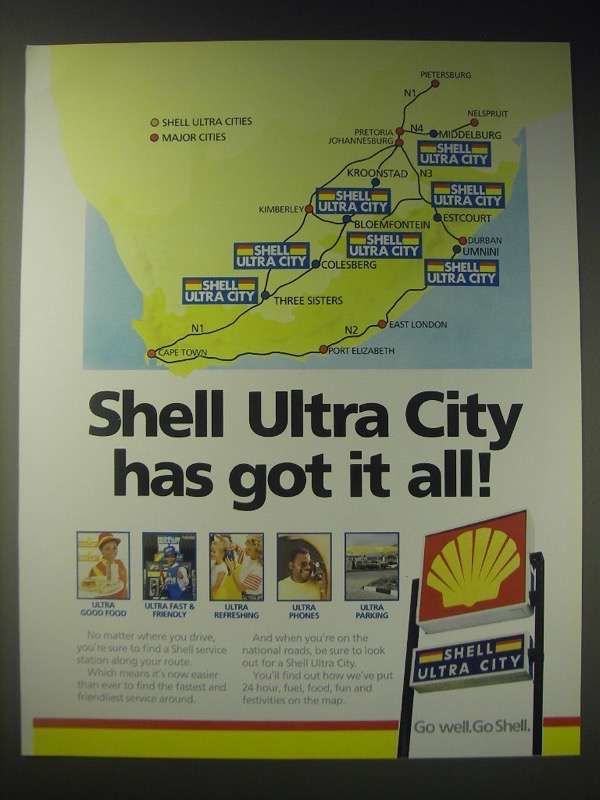 PIETERSBURG
N1
NELSPRUIT
SHELL ULTRA CITIES
MAJOR CITIES
PRETORIA
N4
MIDDELBURG
JOHANNESBURG
SHELL
ULTRA CITY
KROONSTAD
N3
SHELL
ULTRA CITY
SHELL
ULTRA CITY
KIMBERLEY
ESTCOURT
BLOEMFONTEIN
SHELL
ULTRA CITY
DURBAN
UMNINI
SHELL
ULTRA CITY
COLESBERG
SHELL
ULTRA CITY
SHELL
ULTRA CITY
THREE SISTERS
N1
N2
EAST LONDON
CAPE TOWN
PORT ELIZABETH
Shell Ultra City
has got it all!
ULTRA
GOOD FOOD
ULTRA FAST &
FRIENDLY
ULTRA
REFRESHING
ULTRA
PHONES
ULTRA
PARKING
No matter where you drive,
you're sure to find a Shell service
station along your route.
Which means it's now easier
than ever to find the fastest and
friendliest service around.
And when you're on the
national roads, be sure to look
out for a Shell Ultra City.
You'll find out how we've put
24 hour, fuel, food, fun and
festivities on the map.
SHELL
ULTRA CITY
Go well. Go Shell.